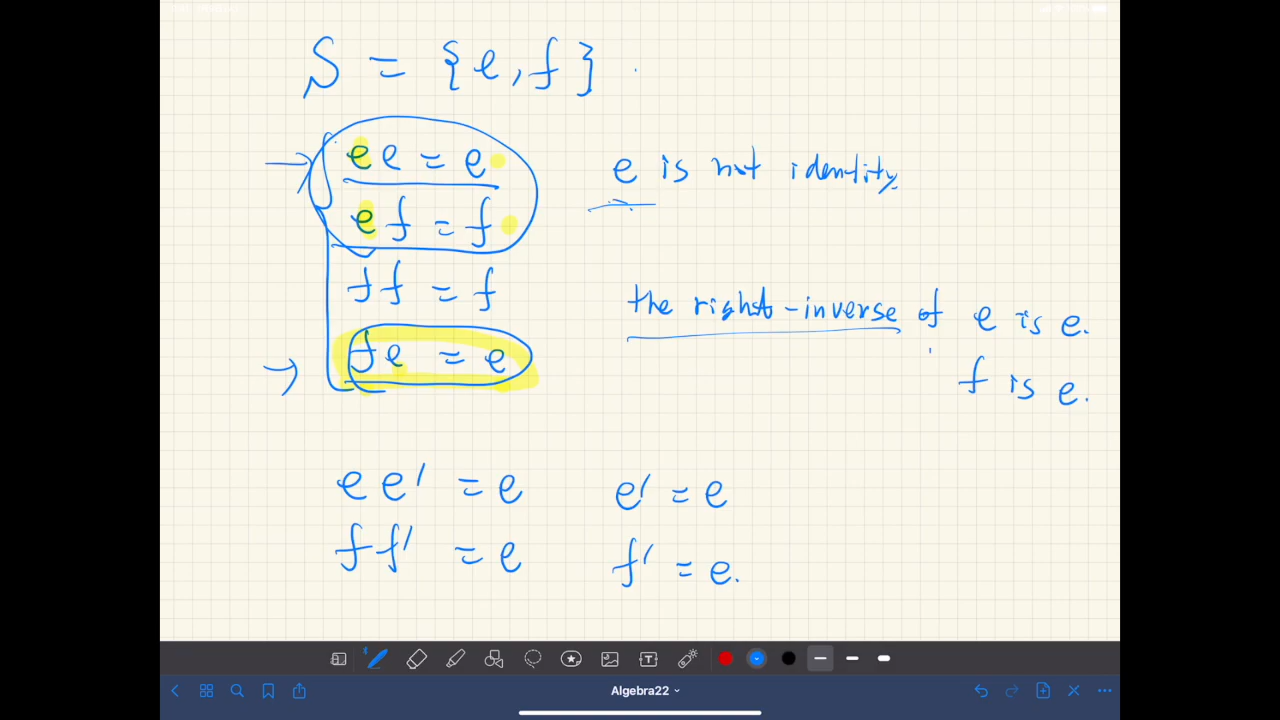 S = {e, f}.
ee = e
e is not identity
ef = f
ff = f
the right-inverse of e is e.
fe = e
f is e.
ee' = e
e' = e
ff' = e
f' = e.
Algebra22